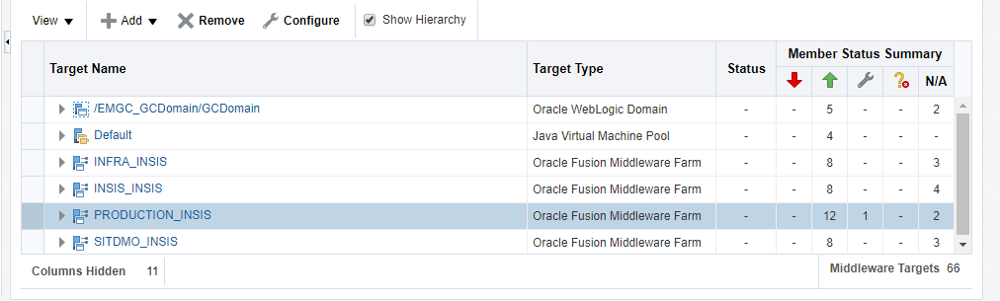 View Add Remove Configure Show Hierarchy
Target Name Target Type Status Member Status Summary
N/A
/EMGC_GCDomain/GCDomain Oracle WebLogic Domain - - 5 - - 2
Default Java Virtual Machine Pool - - 4 - - -
INFRA_INSIS Oracle Fusion Middleware Farm - - 8 - - 3
INSIS_INSIS Oracle Fusion Middleware Farm - - 8 - - 4
PRODUCTION_INSIS Oracle Fusion Middleware Farm - - 12 1 - 2
SITDMO_INSIS Oracle Fusion Middleware Farm - - 8 - - 3
Columns Hidden 11 Middleware Targets 66